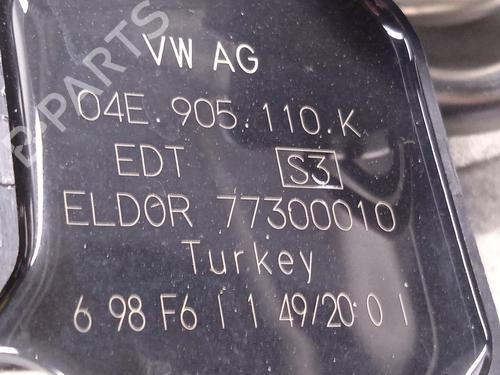 B-PARTS
VW AG
04E.905.110.K
EDT S3
ELDOR 77300010
Turkey
6 98 F6 1 1 49/20 0 1